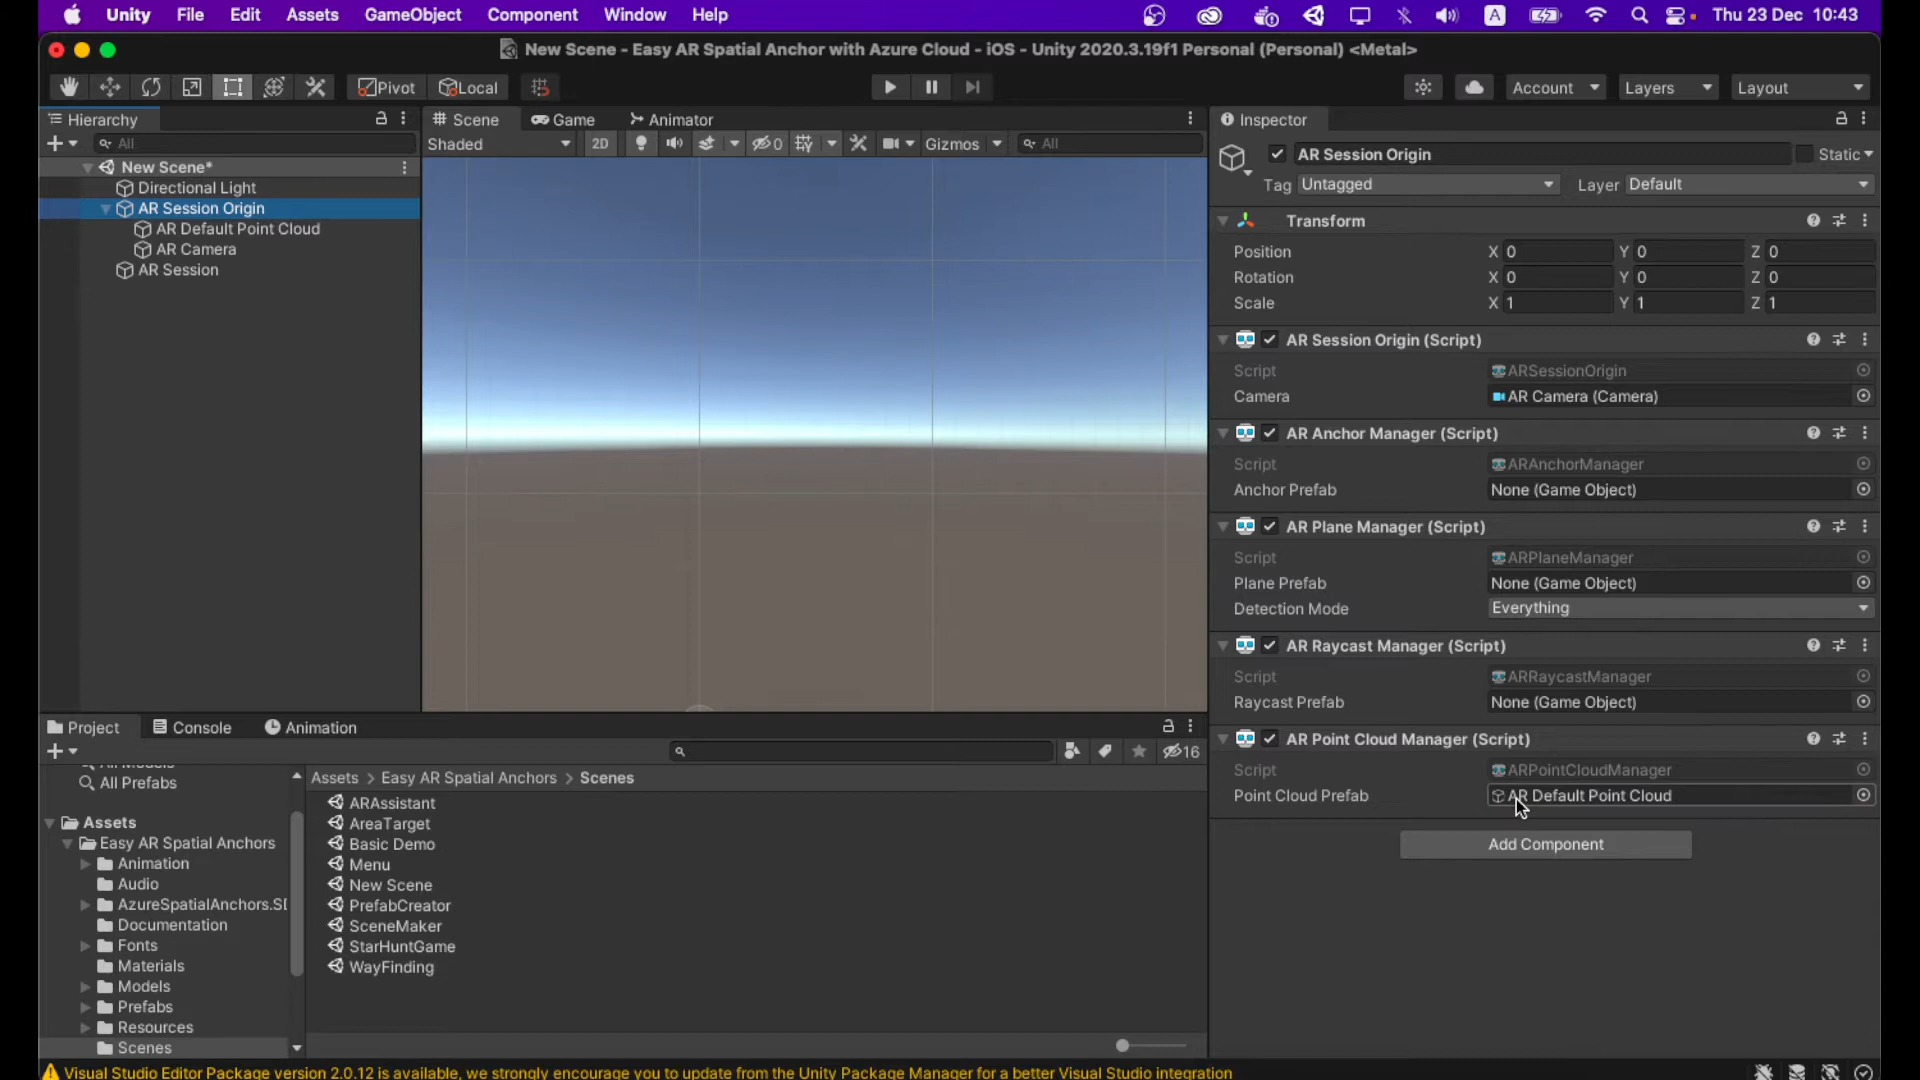 Unity File Edit Assets GameObject Component Window Help A Thu 23 Dec 10:43
New Scene - Easy AR Spatial Anchor with Azure Cloud - iOS - Unity 2020.3.19f1 Personal (Personal) <Metal>
Pivot Local Account Layers Layout
Hierarchy
All
New Scene*
Directional Light
AR Session Origin
AR Default Point Cloud
AR Camera
AR Session
Scene Game Animator
Shaded 2D 0 Gizmos All
Inspector
AR Session Origin Static
Tag Untagged Layer Default
Transform
Position X 0 Y 0 Z 0
Rotation X 0 Y 0 Z 0
Scale X 1 Y 1 Z 1
AR Session Origin (Script)
Script ARSessionOrigin
Camera AR Camera (Camera)
AR Anchor Manager (Script)
Script ARAnchorManager
Anchor Prefab None (Game Object)
AR Plane Manager (Script)
Script ARPlaneManager
Plane Prefab None (Game Object)
Detection Mode Everything
AR Raycast Manager (Script)
Script ARRaycastManager
Raycast Prefab None (Game Object)
AR Point Cloud Manager (Script)
Script ARPointCloudManager
Point Cloud Prefab AR Default Point Cloud
Add Component
Project Console Animation
16
All Models
All Prefabs
Assets
Easy AR Spatial Anchors
Animation
Audio
AzureSpatialAnchors.SI
Documentation
Fonts
Materials
Models
Prefabs
Resources
Scenes
Assets > Easy AR Spatial Anchors > Scenes
ARAssistant
AreaTarget
Basic Demo
Menu
New Scene
PrefabCreator
SceneMaker
StarHuntGame
WayFinding
Visual Studio Editor Package version 2.0.12 is available, we strongly encourage you to update from the Unity Package Manager for a better Visual Studio integration